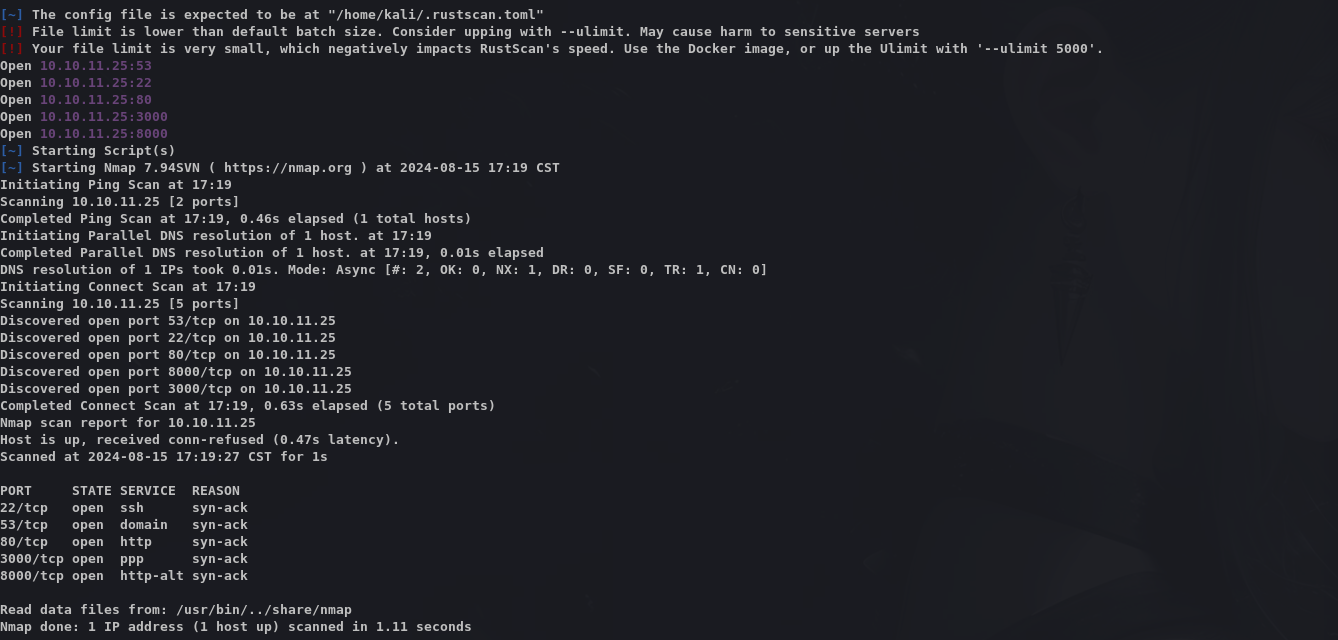 [~] The config file is expected to be at "/home/kali/.rustscan.toml"
[!] File limit is lower than default batch size. Consider upping with --ulimit. May cause harm to sensitive servers
[!] Your file limit is very small, which negatively impacts RustScan's speed. Use the Docker image, or up the Ulimit with '--ulimit 5000'.
Open 10.10.11.25:53
Open 10.10.11.25:22
Open 10.10.11.25:80
Open 10.10.11.25:3000
Open 10.10.11.25:8000
[~] Starting Script(s)
[~] Starting Nmap 7.94SVN ( https://nmap.org ) at 2024-08-15 17:19 CST
Initiating Ping Scan at 17:19
Scanning 10.10.11.25 [2 ports]
Completed Ping Scan at 17:19, 0.46s elapsed (1 total hosts)
Initiating Parallel DNS resolution of 1 host. at 17:19
Completed Parallel DNS resolution of 1 host. at 17:19, 0.01s elapsed
DNS resolution of 1 IPs took 0.01s. Mode: Async [#: 2, OK: 0, NX: 1, DR: 0, SF: 0, TR: 1, CN: 0]
Initiating Connect Scan at 17:19
Scanning 10.10.11.25 [5 ports]
Discovered open port 53/tcp on 10.10.11.25
Discovered open port 22/tcp on 10.10.11.25
Discovered open port 80/tcp on 10.10.11.25
Discovered open port 8000/tcp on 10.10.11.25
Discovered open port 3000/tcp on 10.10.11.25
Completed Connect Scan at 17:19, 0.63s elapsed (5 total ports)
Nmap scan report for 10.10.11.25
Host is up, received conn-refused (0.47s latency).
Scanned at 2024-08-15 17:19:27 CST for 1s
PORT     STATE SERVICE  REASON
22/tcp   open  ssh      syn-ack
53/tcp   open  domain   syn-ack
80/tcp   open  http     syn-ack
3000/tcp open  ppp      syn-ack
8000/tcp open  http-alt syn-ack
Read data files from: /usr/bin/../share/nmap
Nmap done: 1 IP address (1 host up) scanned in 1.11 seconds